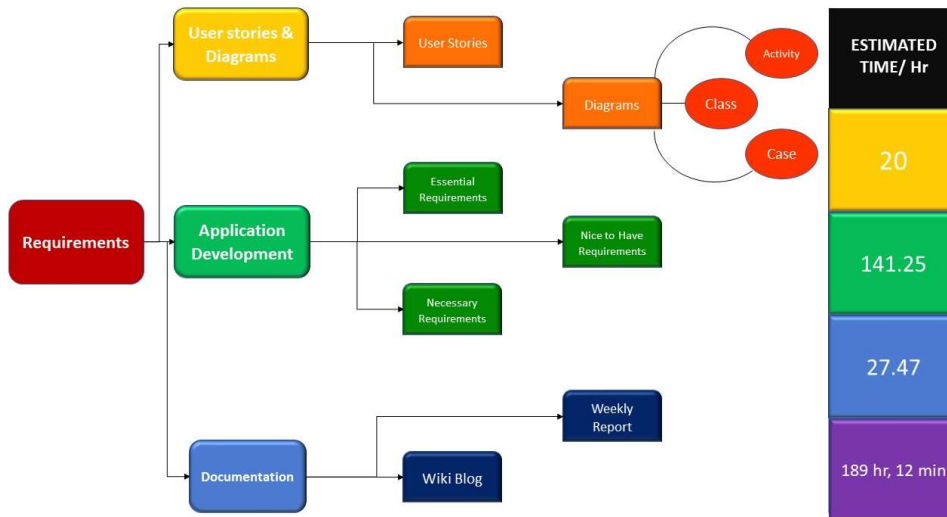 User stories &
Diagrams
User Stories
Activity
Diagrams
Class
Case
Essential
Requirements
Requirements
Application
Development
Nice to Have
Requirements
Necessary
Requirements
Weekly
Report
Documentation
Wiki Blog
ESTIMATED
TIME/ Hr
20
141.25
27.47
189 hr, 12 min